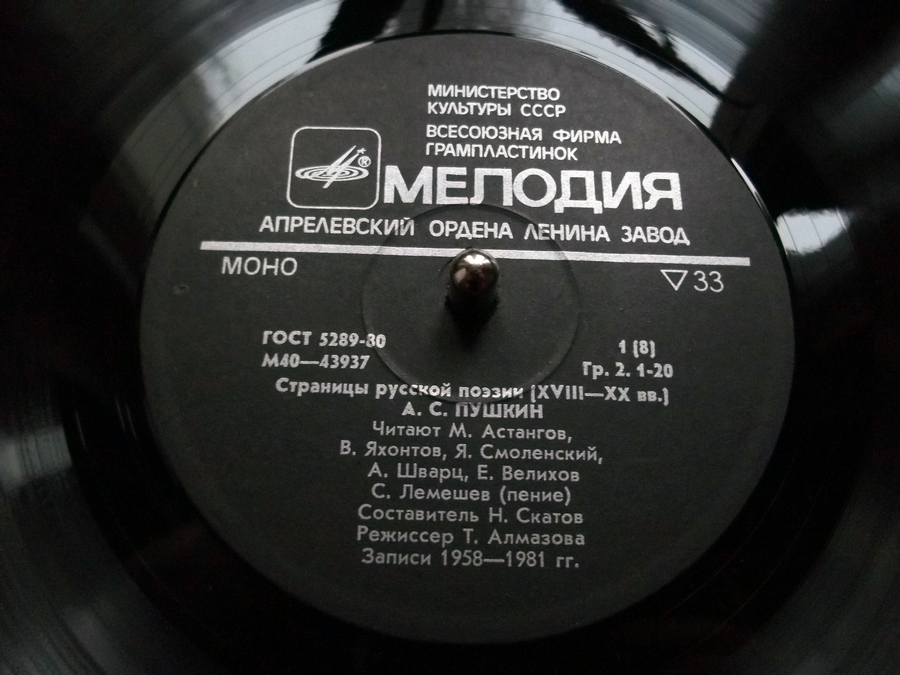 МИНИСТЕРСТВО
КУЛЬТУРЫ СССР
ВСЕСОЮЗНАЯ ФИРМА
ГРАМПЛАСТИНОК
®
МЕЛОДИЯ
АПРЕЛЕВСКИЙ ОРДЕНА ЛЕНИНА ЗАВОД
МОНО
▽33
ГОСТ 5289-80
1 (8)
М40—43937
Гр. 2. 1-20
Страницы русской поэзии (XVIII—XX вв.)
А. С. ПУШКИН
Читают М. Астангов,
В. Яхонтов, Я. Смоленский,
А. Шварц, Е. Велихов
С. Лемешев (пение)
Составитель Н. Скатов
Режиссер Т. Алмазова
Записи 1958—1981 гг.